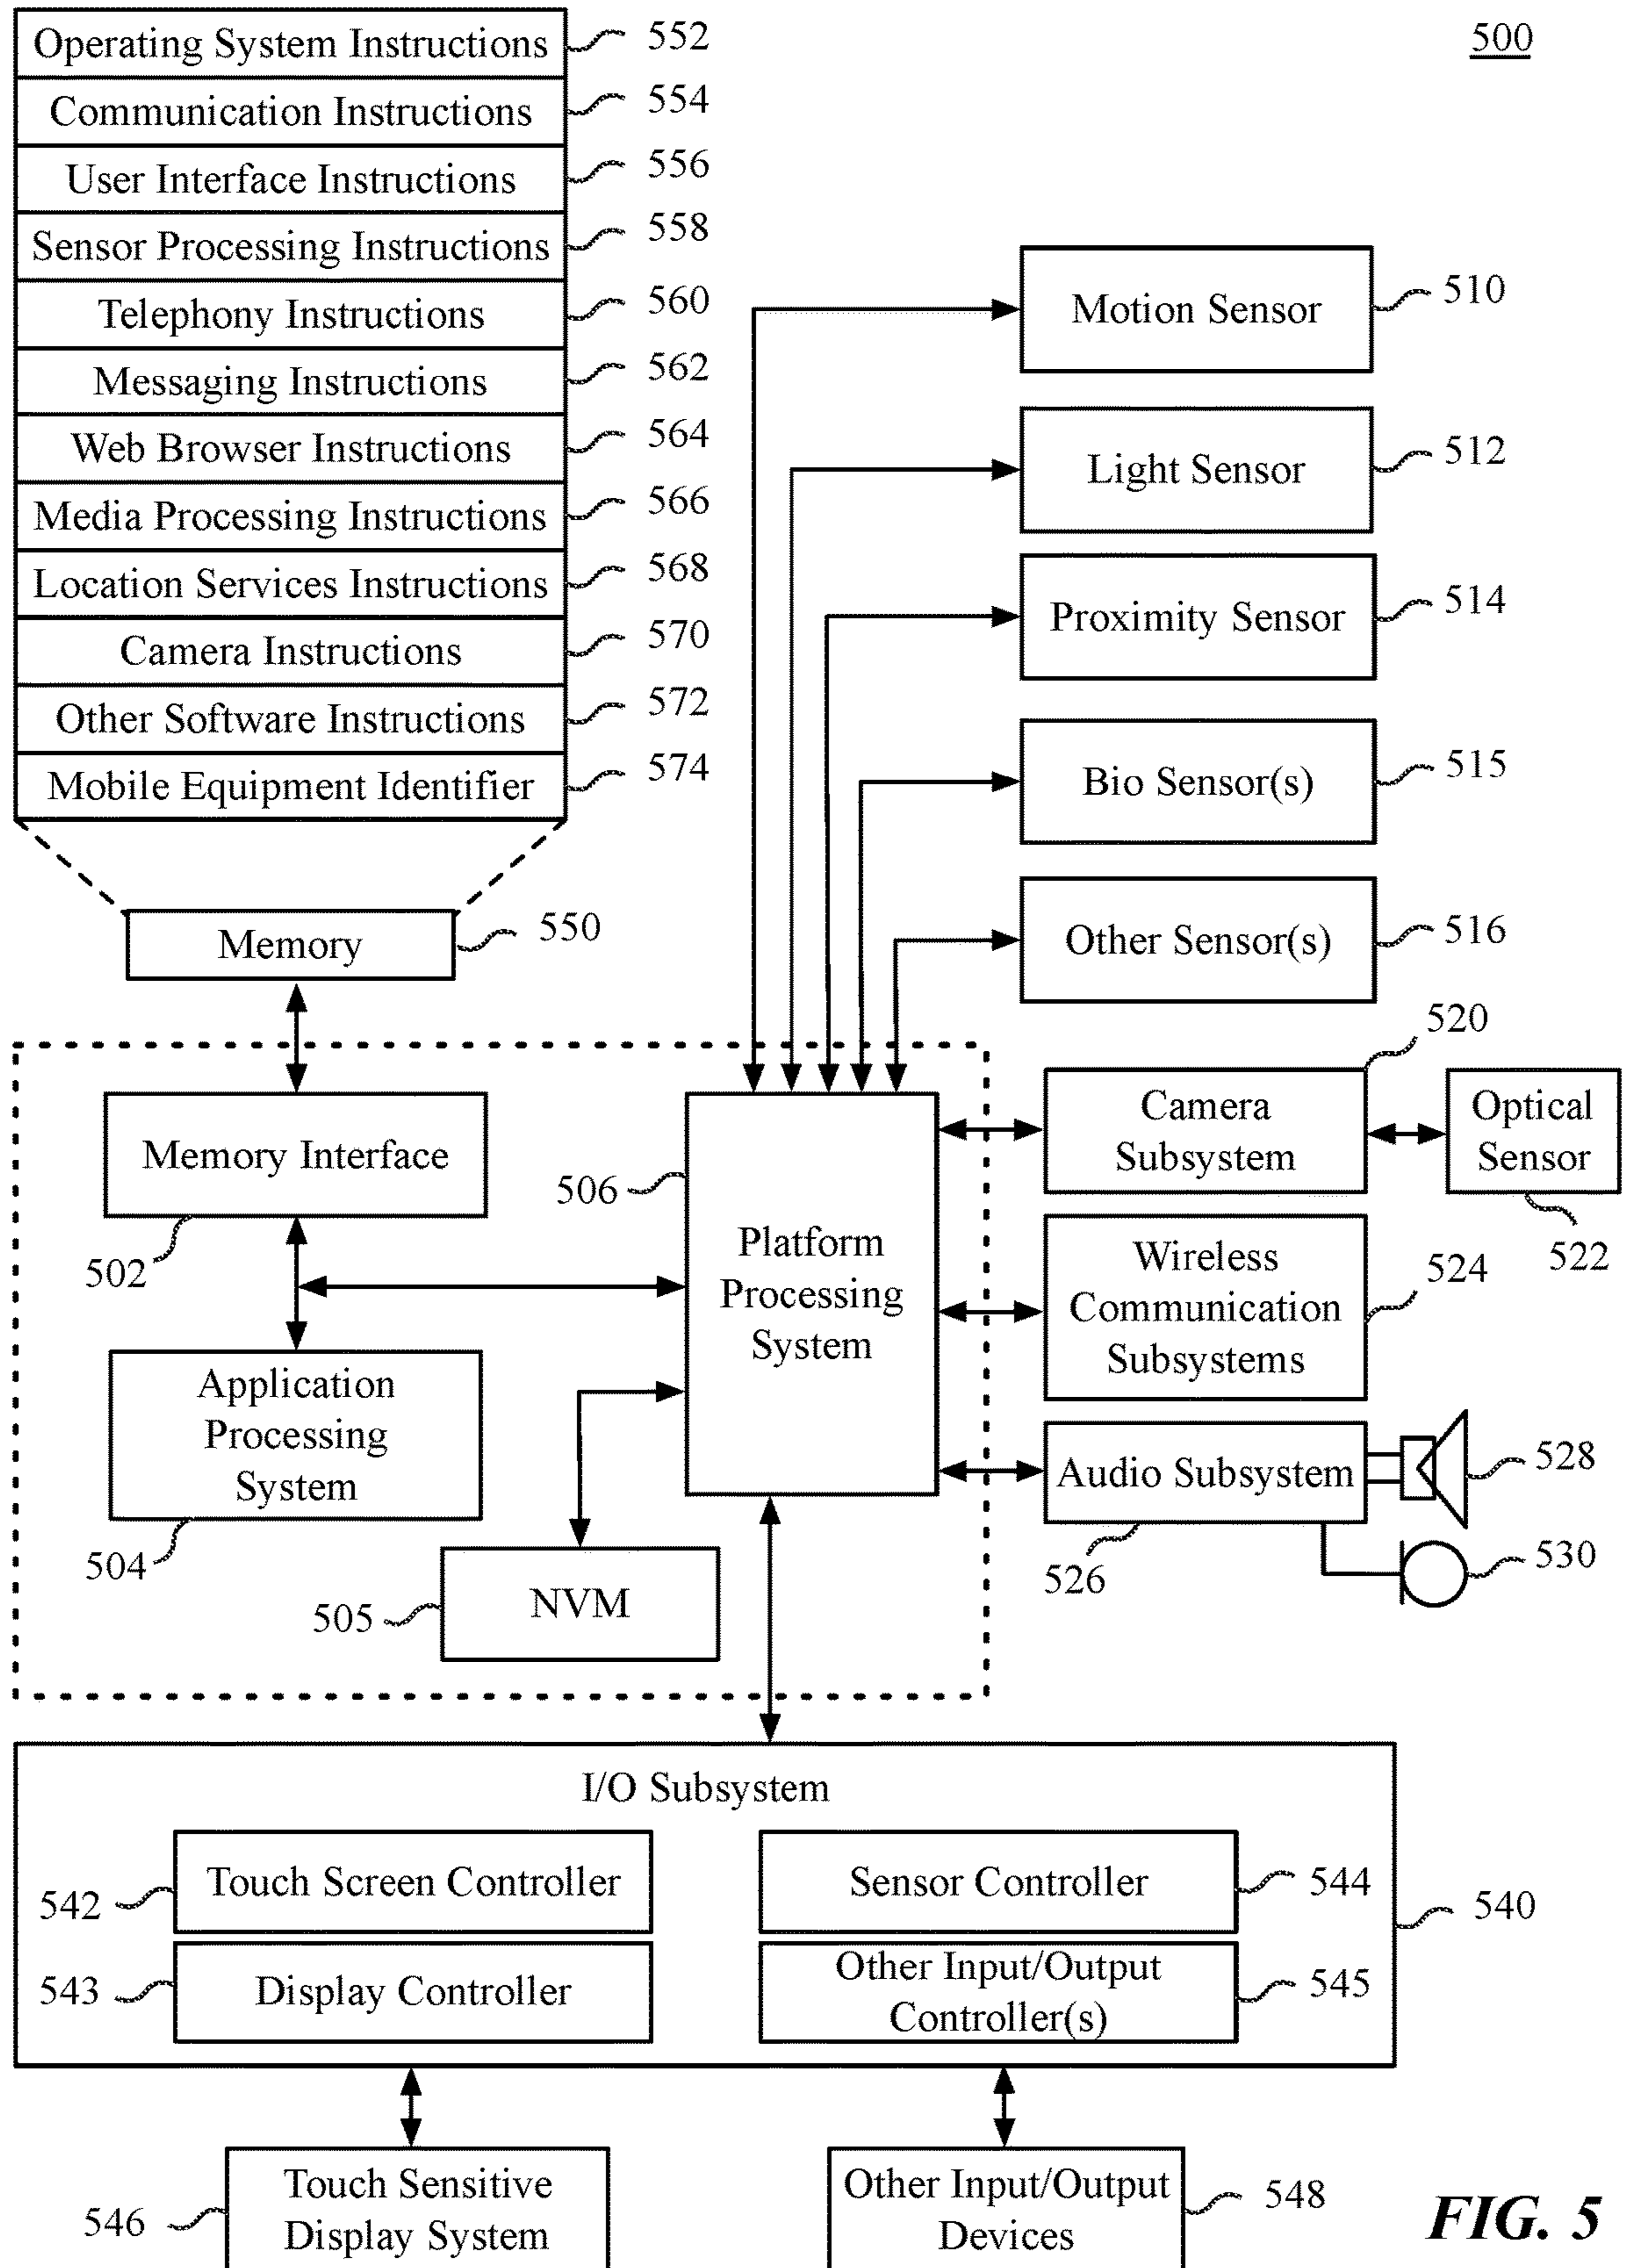 500
Operating System Instructions 552
Communication Instructions 554
User Interface Instructions 556
Sensor Processing Instructions 558
Telephony Instructions 560
Messaging Instructions 562
Web Browser Instructions 564
Media Processing Instructions 566
Location Services Instructions 568
Camera Instructions 570
Other Software Instructions 572
Mobile Equipment Identifier 574
Memory 550
Motion Sensor 510
Light Sensor 512
Proximity Sensor 514
Bio Sensor(s) 515
Other Sensor(s) 516
Memory Interface
502
Application
Processing
System
504
NVM
505
506
Platform
Processing
System
520
Camera
Subsystem
Optical
Sensor
522
Wireless
Communication
Subsystems
524
Audio Subsystem
526
528
530
I/O Subsystem
540
Touch Screen Controller
542
Display Controller
543
Sensor Controller
544
Other Input/Output
Controller(s)
545
Touch Sensitive
Display System
546
Other Input/Output
Devices
548
FIG. 5